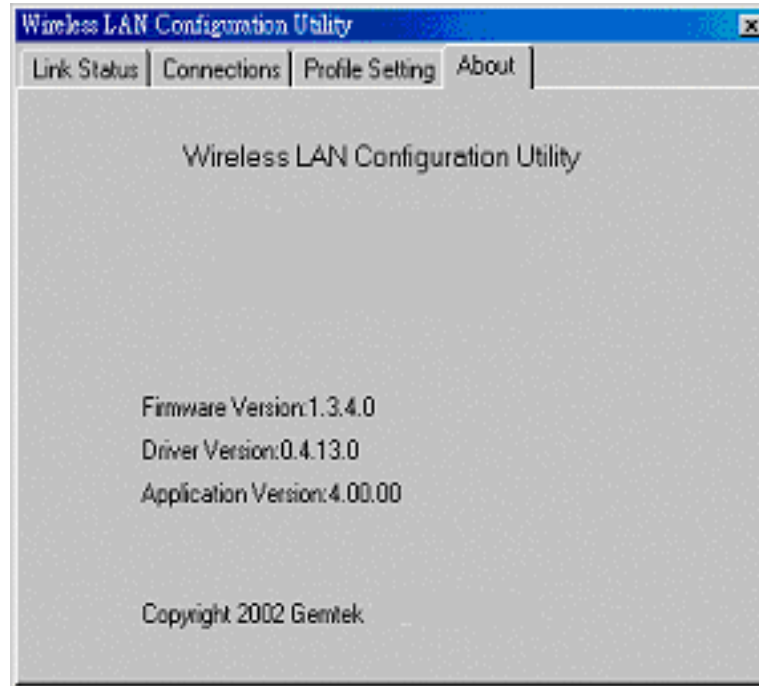 Wireless LAN Configuration Utility
Link Status Connections Profile Setting About
Wireless LAN Configuration Utility
Firmware Version:1.3.4.0
Driver Version:0.4.13.0
Application Version:4.00.00
Copyright 2002 Gemtek